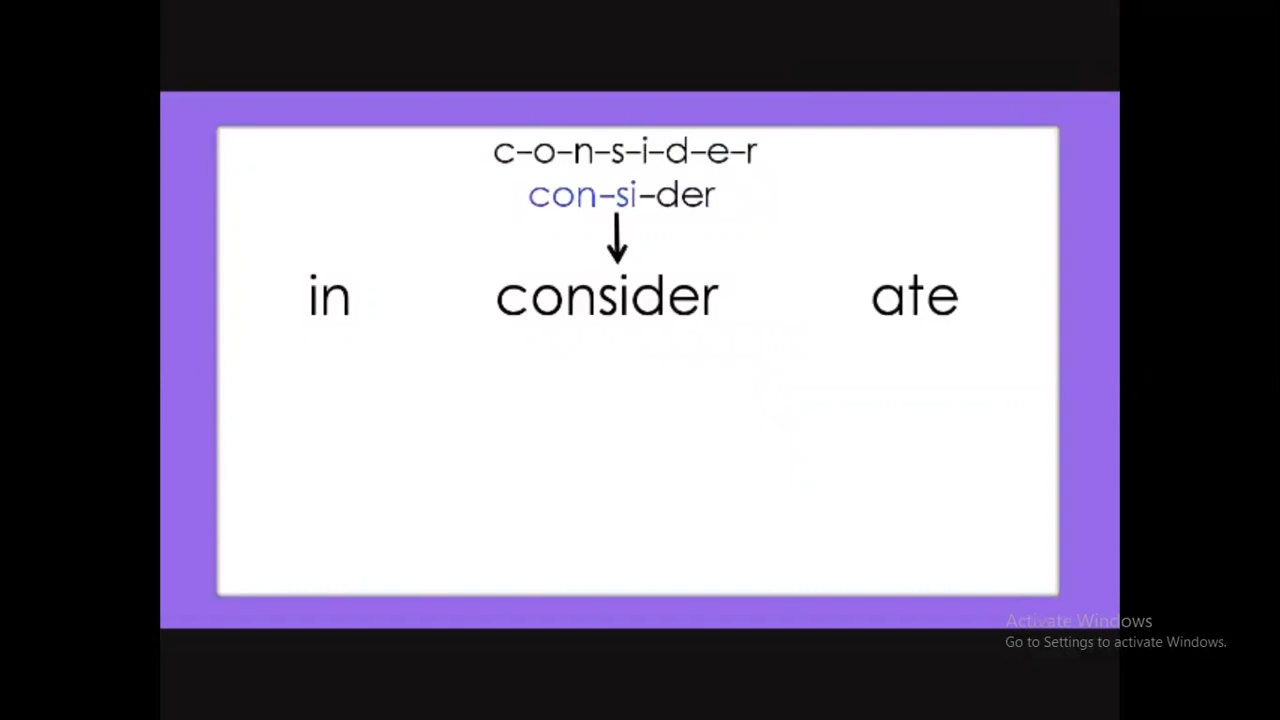 c-o-n-s-i-d-e-r
con-si-der
in consider ate
Activate Windows
Go to Settings to activate Windows.